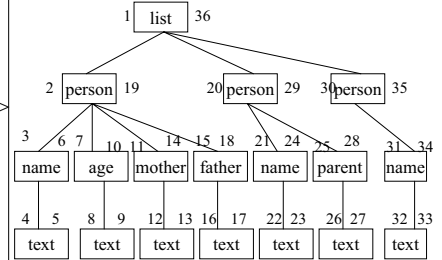 1 list 36
2 person 19 20 person 29 30 person 35
3 6 7 10 11 14 15 18 21 24 25 28 31 34
name age mother father name parent name
4 5 8 9 12 13 16 17 22 23 26 27 32 33
text text text text text text text